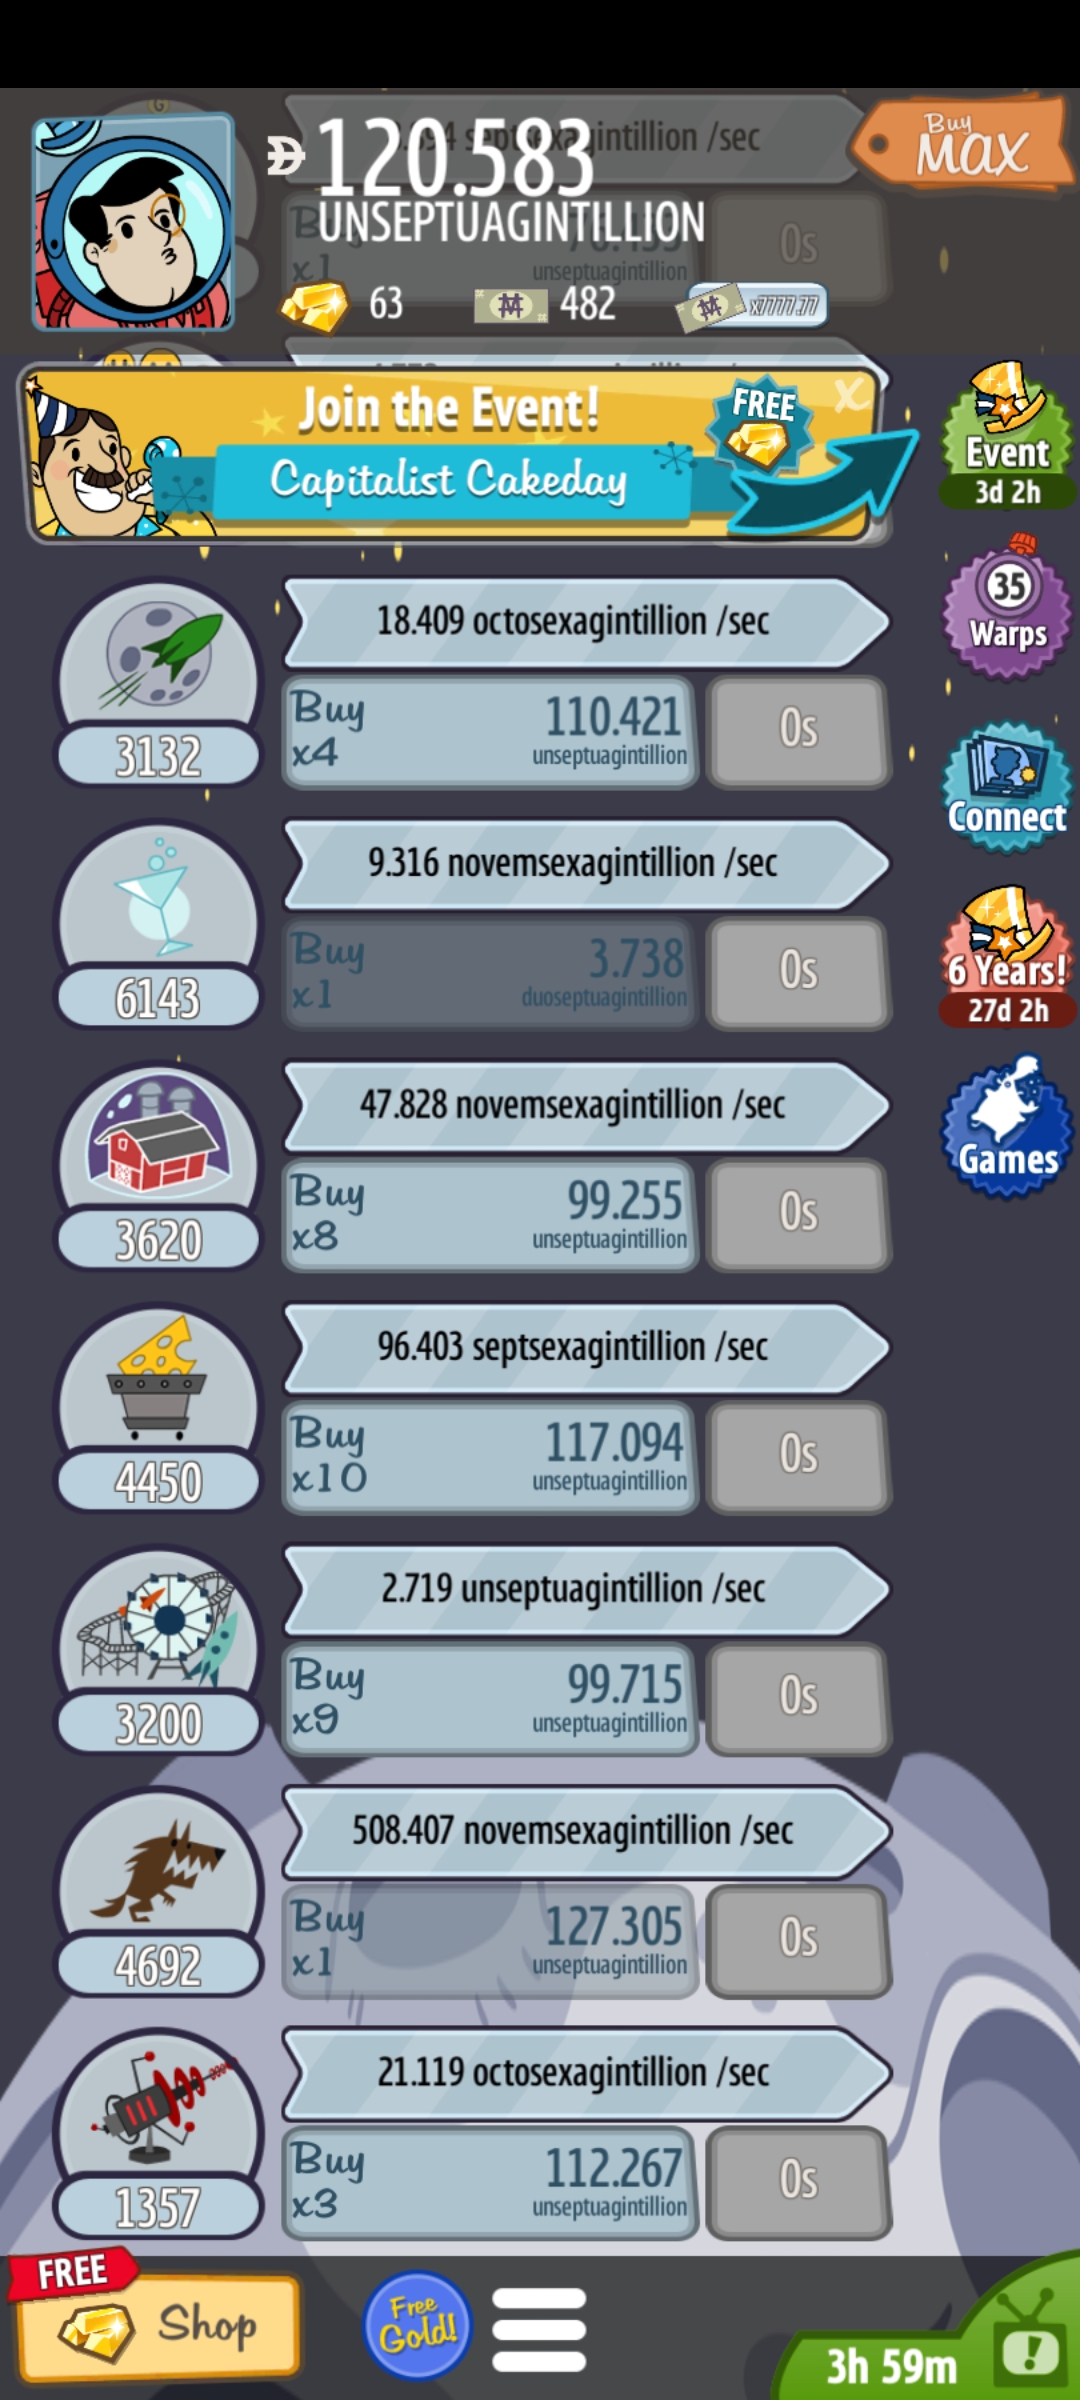 120.583
UNSEPTUAGINTILLION
Buy
MAX
Buy
x1
unseptuagintillion
0s
63
482
x7777.77
Join the Event!
FREE
X
Capitalist Cakeday
Event
3d 2h
18.409 octosexagintillion /sec
Buy
x4
110.421
unseptuagintillion
0s
3132
35
Warps
Connect
9.316 novemsexagintillion /sec
Buy
x1
3.738
duoseptuagintillion
0s
6143
6 Years!
27d 2h
47.828 novemsexagintillion /sec
Buy
x8
99.255
unseptuagintillion
0s
3620
Games
96.403 septsexagintillion /sec
Buy
x10
117.094
unseptuagintillion
0s
4450
2.719 unseptuagintillion /sec
Buy
x9
99.715
unseptuagintillion
0s
3200
508.407 novemsexagintillion /sec
Buy
x1
127.305
unseptuagintillion
0s
4692
21.119 octosexagintillion /sec
Buy
x3
112.267
unseptuagintillion
0s
1357
FREE
Shop
Free
Gold!
3h 59m